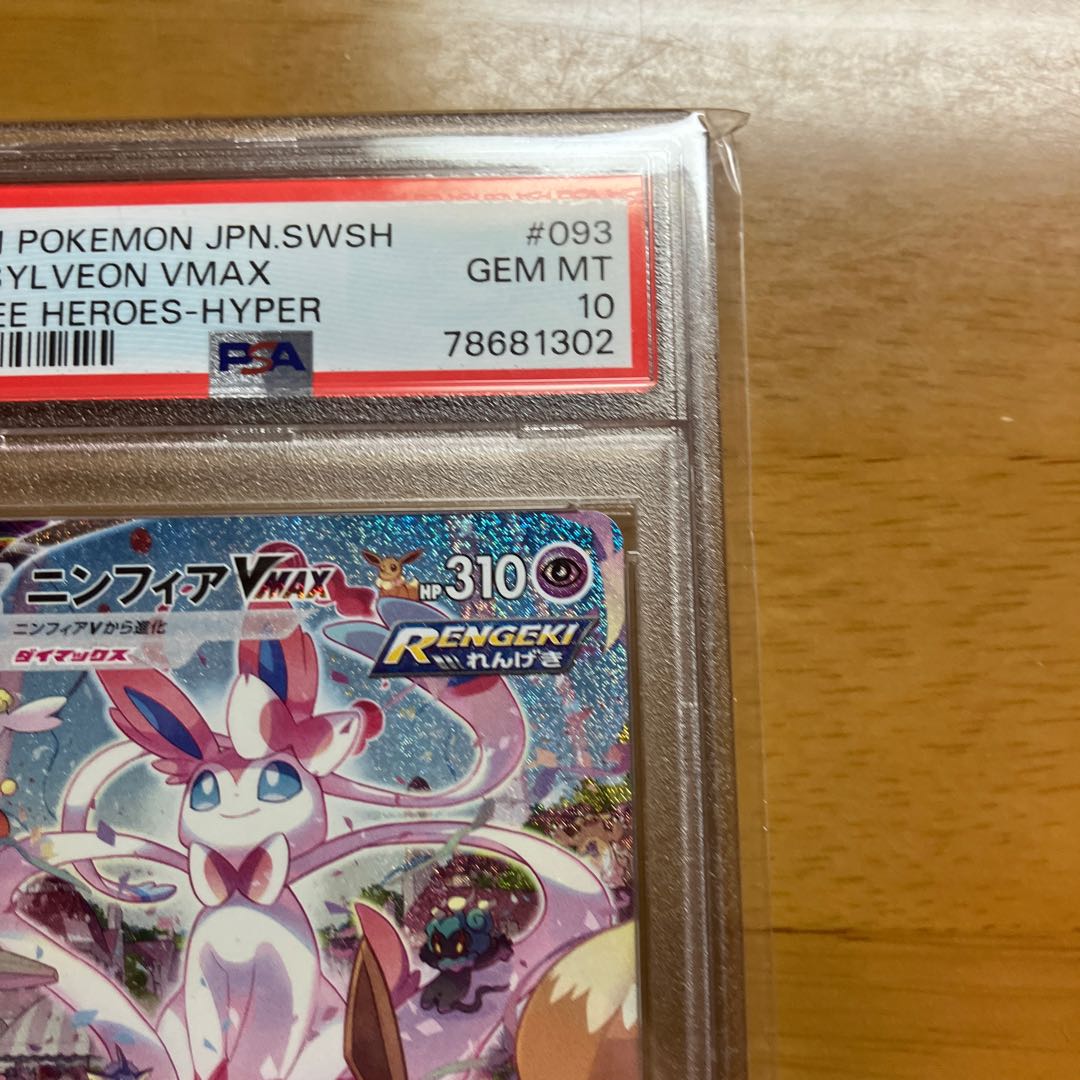 POKEMON JPN.SWSH #093
SYLVEON VMAX GEM MT
EE HEROES-HYPER 10
PSA 78681302
ニンフィアVMAX HP310
ニンフィアVから進化
RENGEKI
ダイマックス れんげき